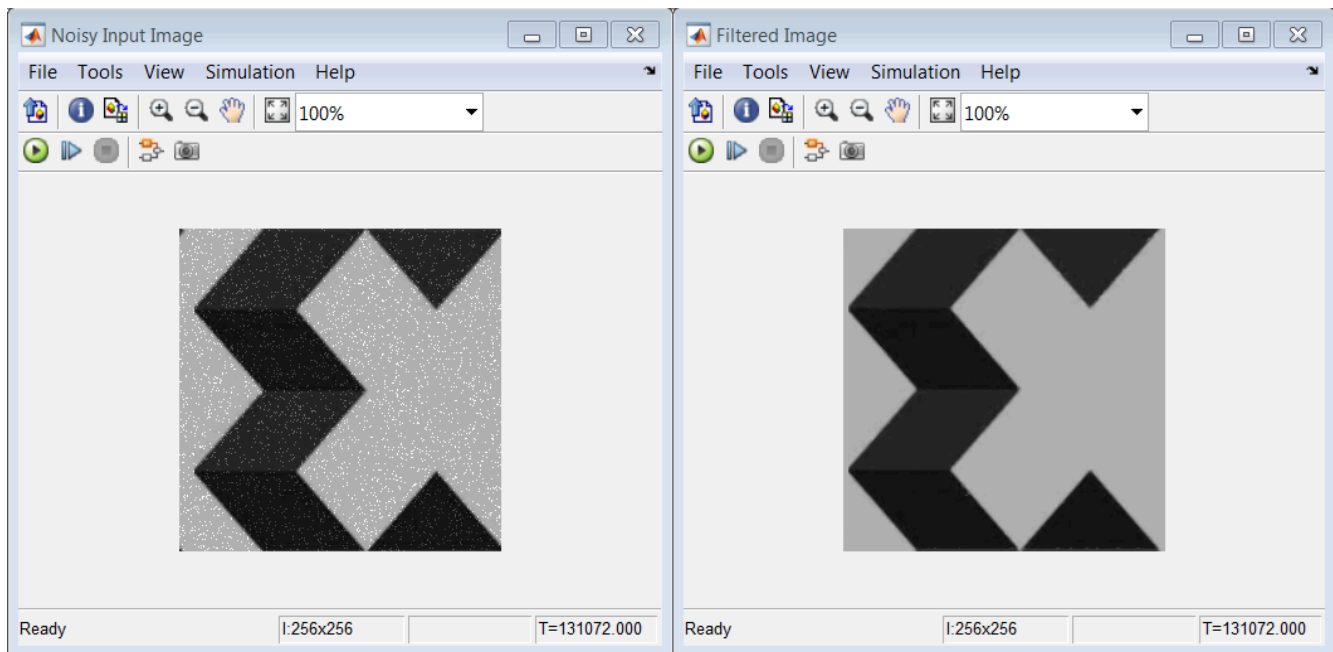 Noisy Input Image
File Tools View Simulation Help
100%
Ready I:256x256 T=131072.000
Filtered Image
File Tools View Simulation Help
100%
Ready I:256x256 T=131072.000